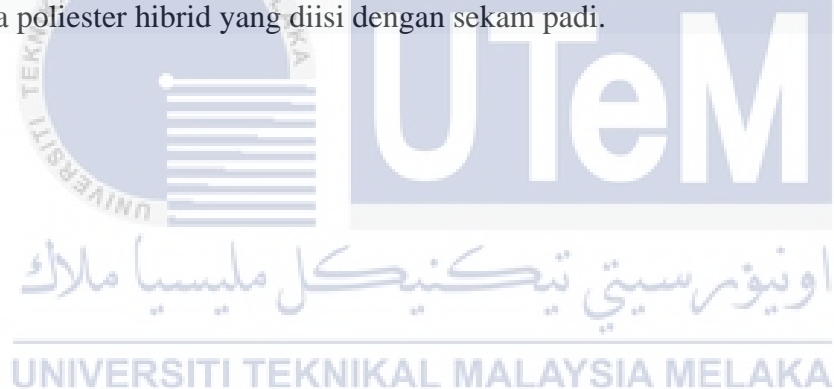 a poliester hibrid yang diisi dengan sekam padi.
UTeM
اونيۏرسيتي تيكنيكل مليسيا ملاك
UNIVERSITI TEKNIKAL MALAYSIA MELAKA